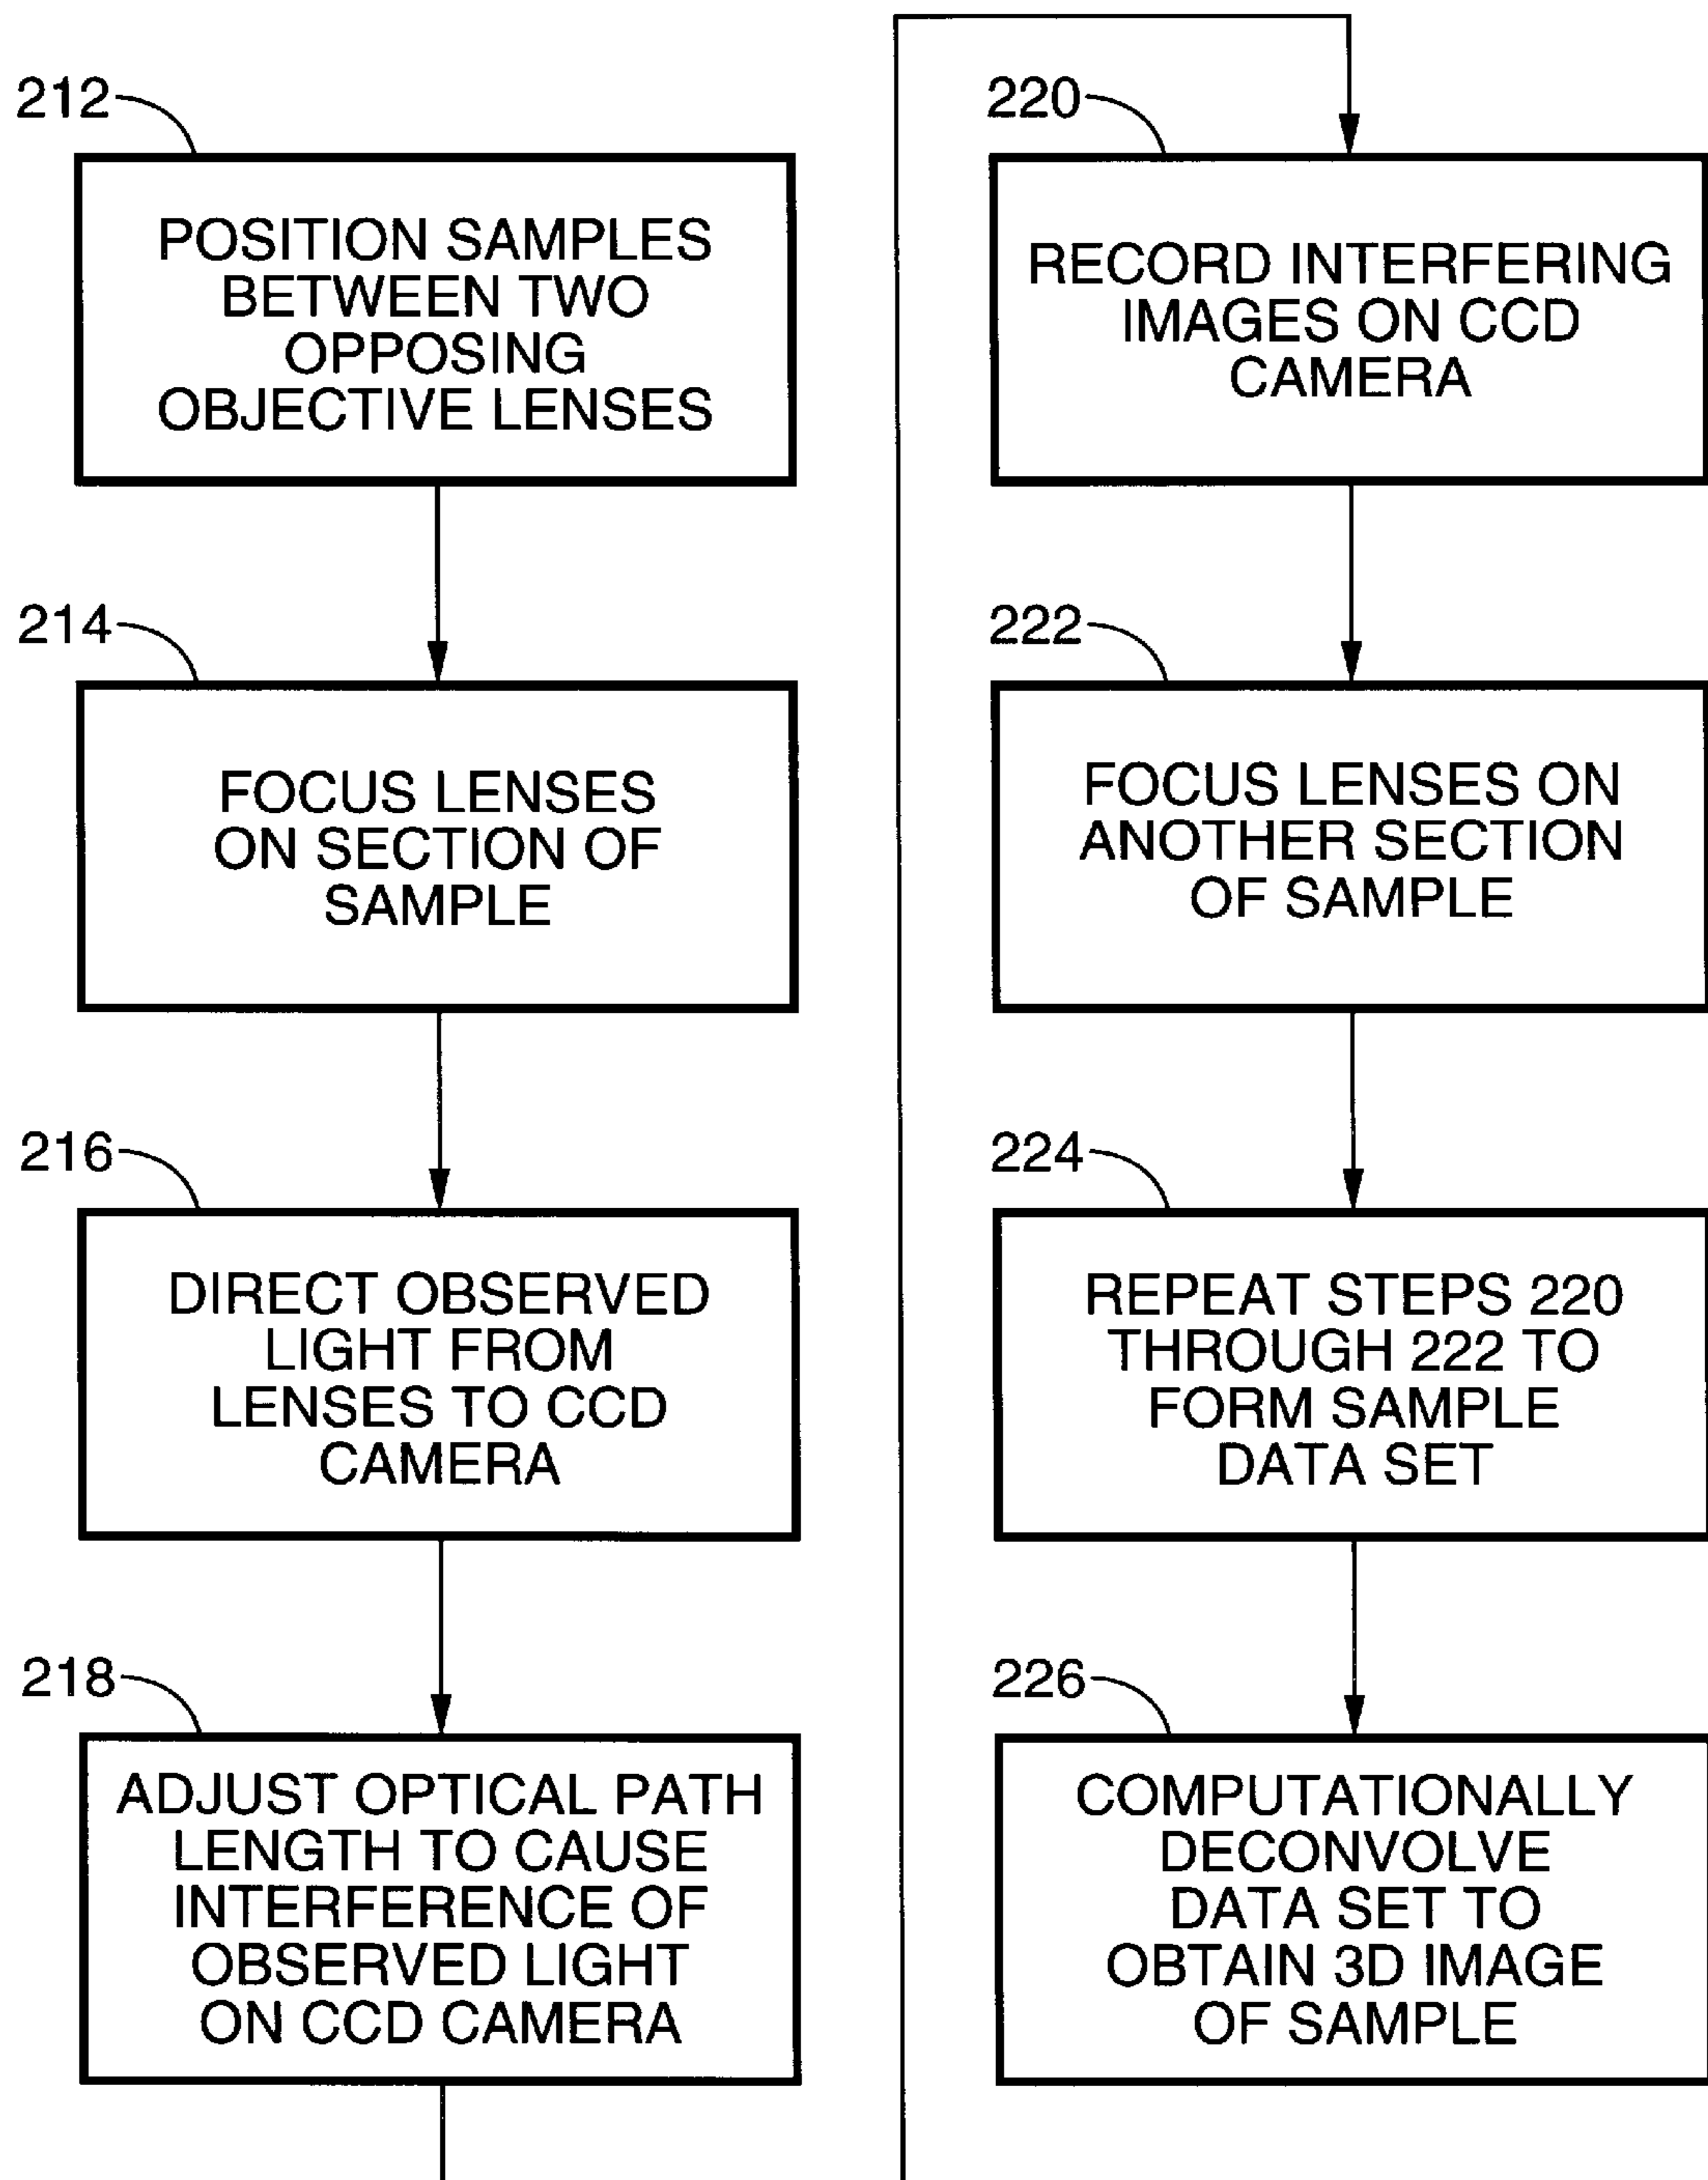 212
POSITION SAMPLES
BETWEEN TWO
OPPOSING
OBJECTIVE LENSES
214
FOCUS LENSES
ON SECTION OF
SAMPLE
216
DIRECT OBSERVED
LIGHT FROM
LENSES TO CCD
CAMERA
218
ADJUST OPTICAL PATH
LENGTH TO CAUSE
INTERFERENCE OF
OBSERVED LIGHT
ON CCD CAMERA
220
RECORD INTERFERING
IMAGES ON CCD
CAMERA
222
FOCUS LENSES ON
ANOTHER SECTION
OF SAMPLE
224
REPEAT STEPS 220
THROUGH 222 TO
FORM SAMPLE
DATA SET
226
COMPUTATIONALLY
DECONVOLVE
DATA SET TO
OBTAIN 3D IMAGE
OF SAMPLE